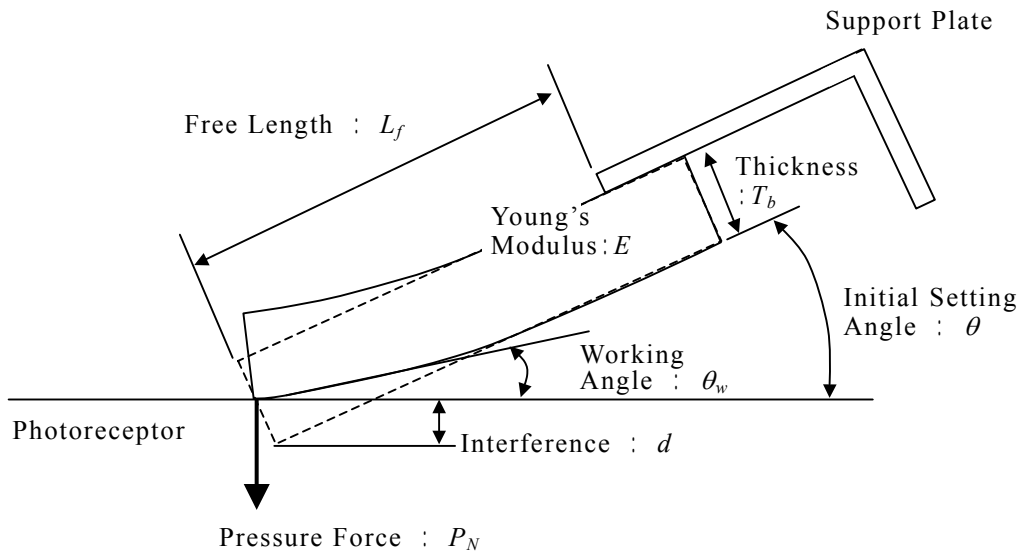 Support Plate
Free Length : L_f
Thickness
: T_b
Young's
Modulus : E
Initial Setting
Angle : θ
Working
Angle : θ_w
Photoreceptor
Interference : d
Pressure Force : P_N